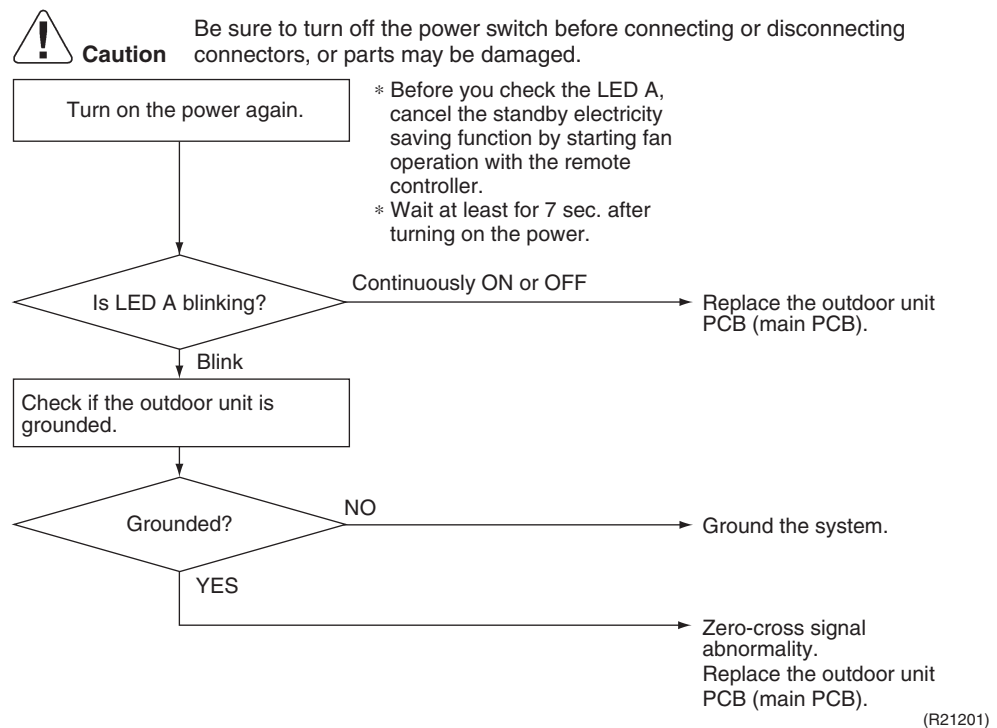 Be sure to turn off the power switch before connecting or disconnecting
Caution connectors, or parts may be damaged.
Turn on the power again.
* Before you check the LED A,
cancel the standby electricity
saving function by starting fan
operation with the remote
controller.
* Wait at least for 7 sec. after
turning on the power.
Is LED A blinking?
Continuously ON or OFF
Replace the outdoor unit
PCB (main PCB).
Blink
Check if the outdoor unit is
grounded.
Grounded?
NO
Ground the system.
YES
Zero-cross signal
abnormality.
Replace the outdoor unit
PCB (main PCB).
(R21201)